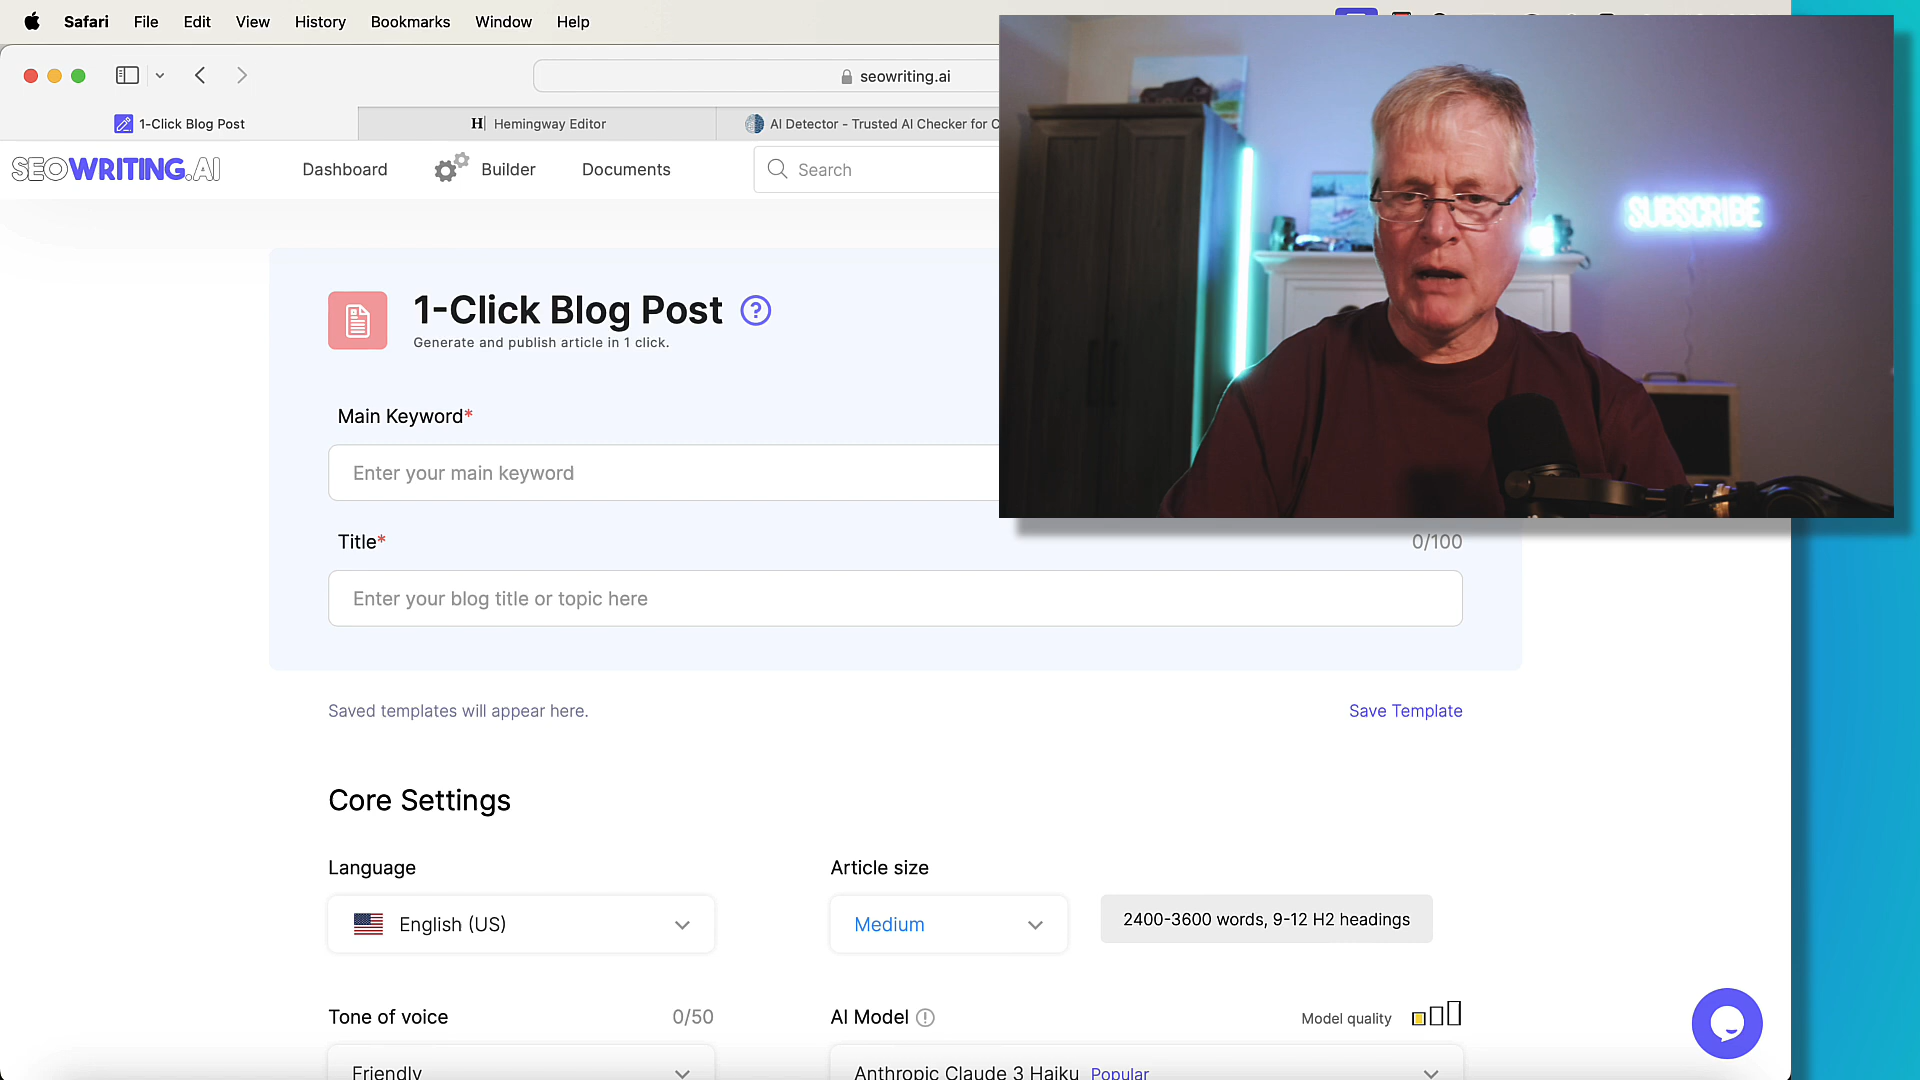 Safari File Edit View History Bookmarks Window Help
seowriting.ai
1-Click Blog Post
H Hemingway Editor
AI Detector - Trusted AI Checker for C
SEOWRITING.AI
Dashboard
Builder
Documents
Search
SUBSCRIBE
1-Click Blog Post ?
Generate and publish article in 1 click.
Main Keyword*
Enter your main keyword
Title*
0/100
Enter your blog title or topic here
Saved templates will appear here.
Save Template
Core Settings
Language
Article size
English (US)
Medium
2400-3600 words, 9-12 H2 headings
Tone of voice
0/50
AI Model
Model quality
Friendly
Anthropic Claude 3 Haiku Popular